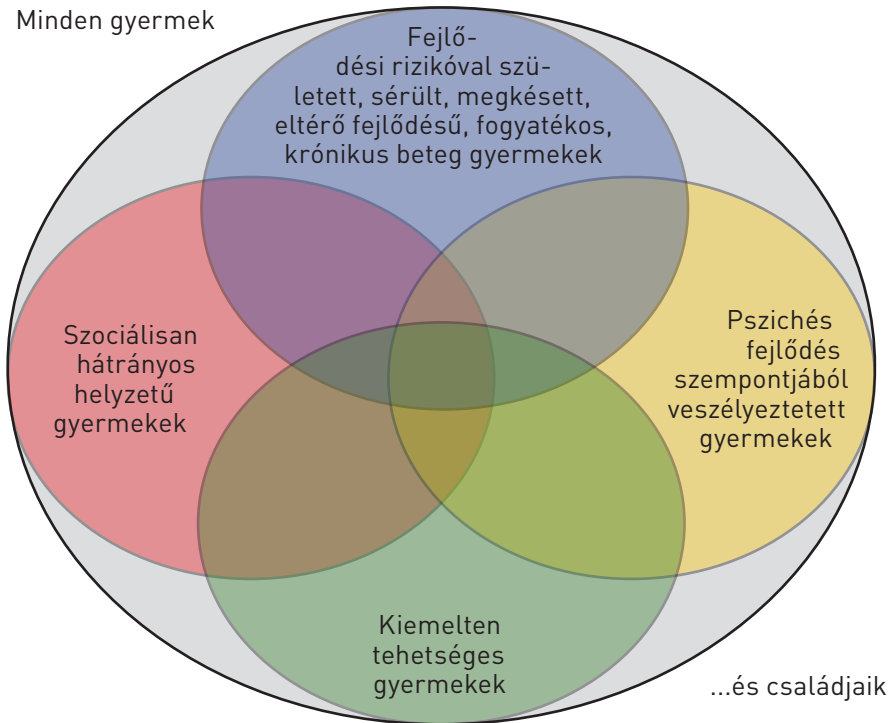 Minden gyermek
Fejlő-
dési rizikóval szü-
letett, sérült, megkésett,
eltérő fejlődésű, fogyatékos,
krónikus beteg gyermekek
Szociálisan
hátrányos
helyzetű
gyermekek
Pszichés
fejlődés
szempontjából
veszélyeztetett
gyermekek
Kiemelten
tehetséges
gyermekek
...és családjaik